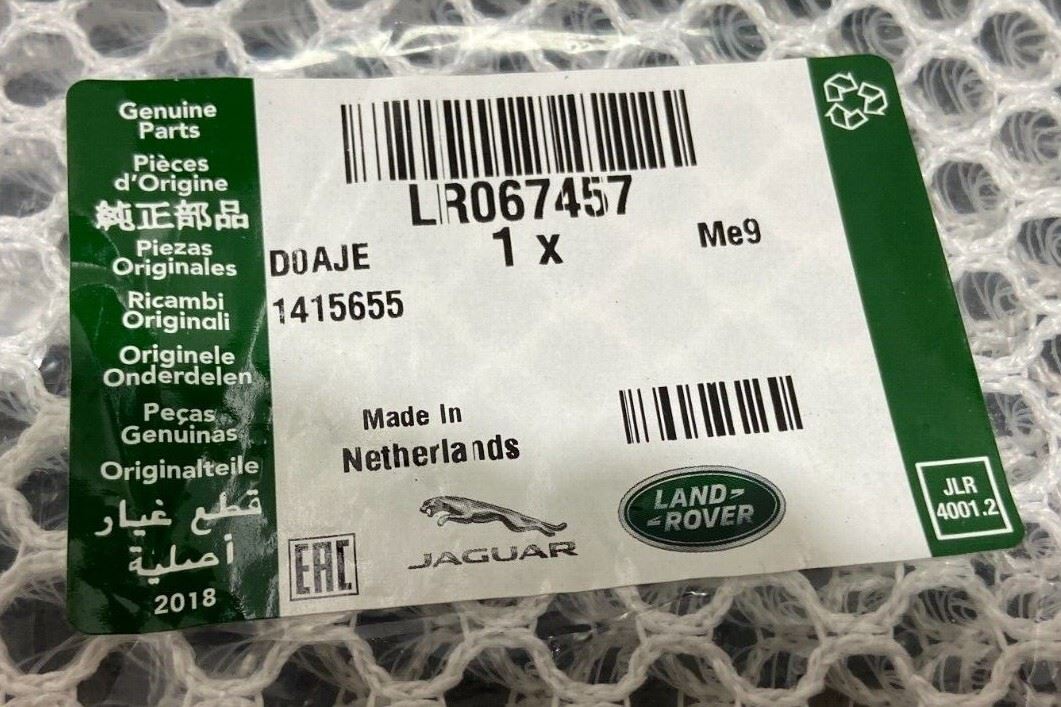 Genuine
Parts
Pièces
d'Origine
純正部品
Piezas
Originales
Ricambi
Originali
Originele
Onderdelen
Peças
Genuinas
Originalteile
قطع غيار
أصلية
2018
LR067457
1 x
Me9
D0AJE
1415655
Made In
Netherlands
EAC
JAGUAR
LAND-
-ROVER
JLR
4001.2